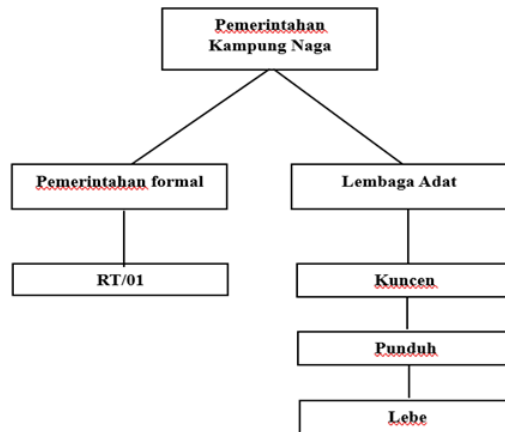 Pemerintahan
Kampung Naga
Pemerintahan formal
Lembaga Adat
RT/01
Kuncen
Punduh
Lebe